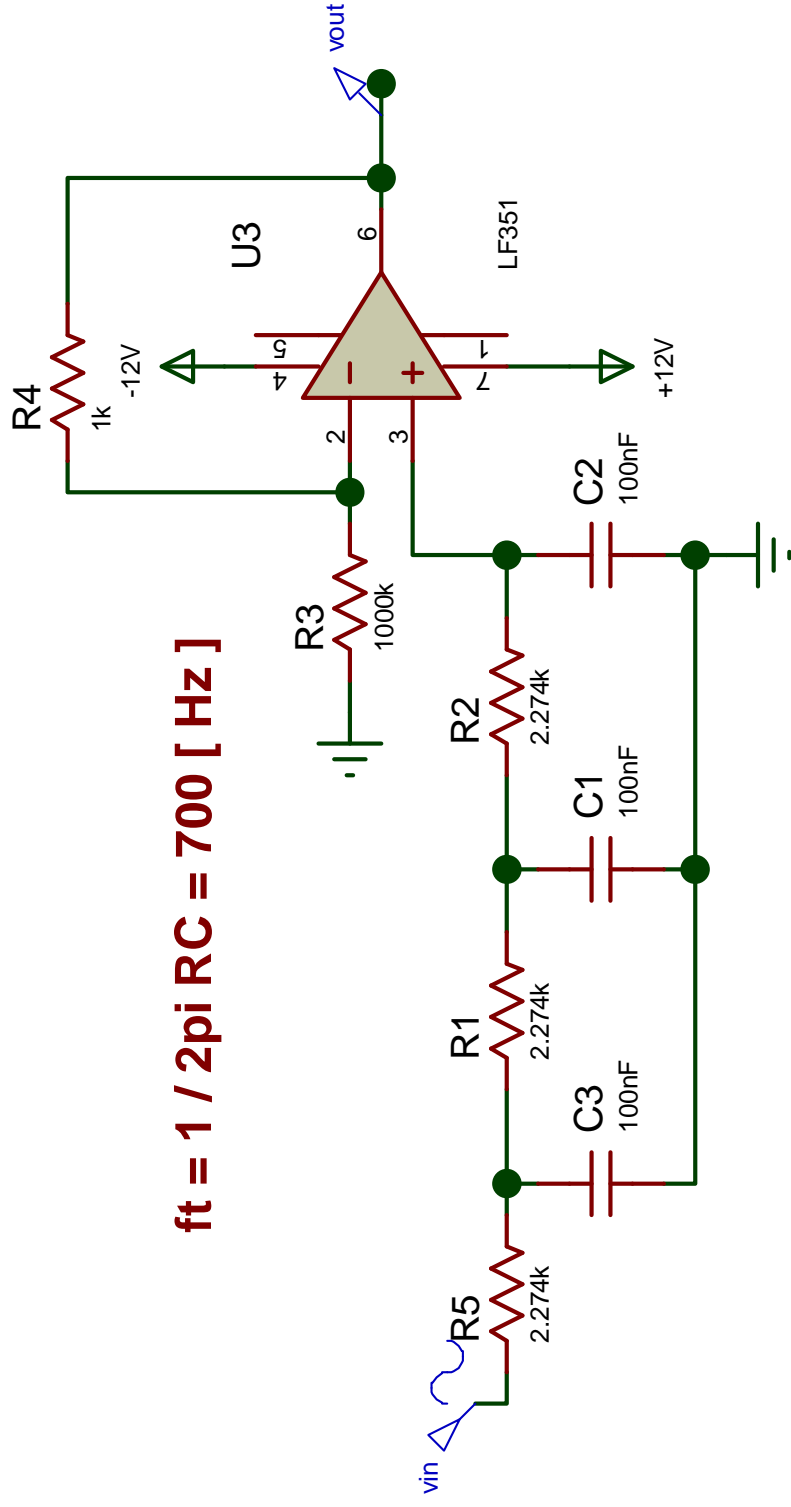 R4
1k
-12V
U3
5
4
2
3
6
7
1
LF351
+12V
vout
R3
1000k
ft = 1 / 2pi RC = 700 [ Hz ]
vin
R5
2.274k
R1
2.274k
R2
2.274k
C3
100nF
C1
100nF
C2
100nF